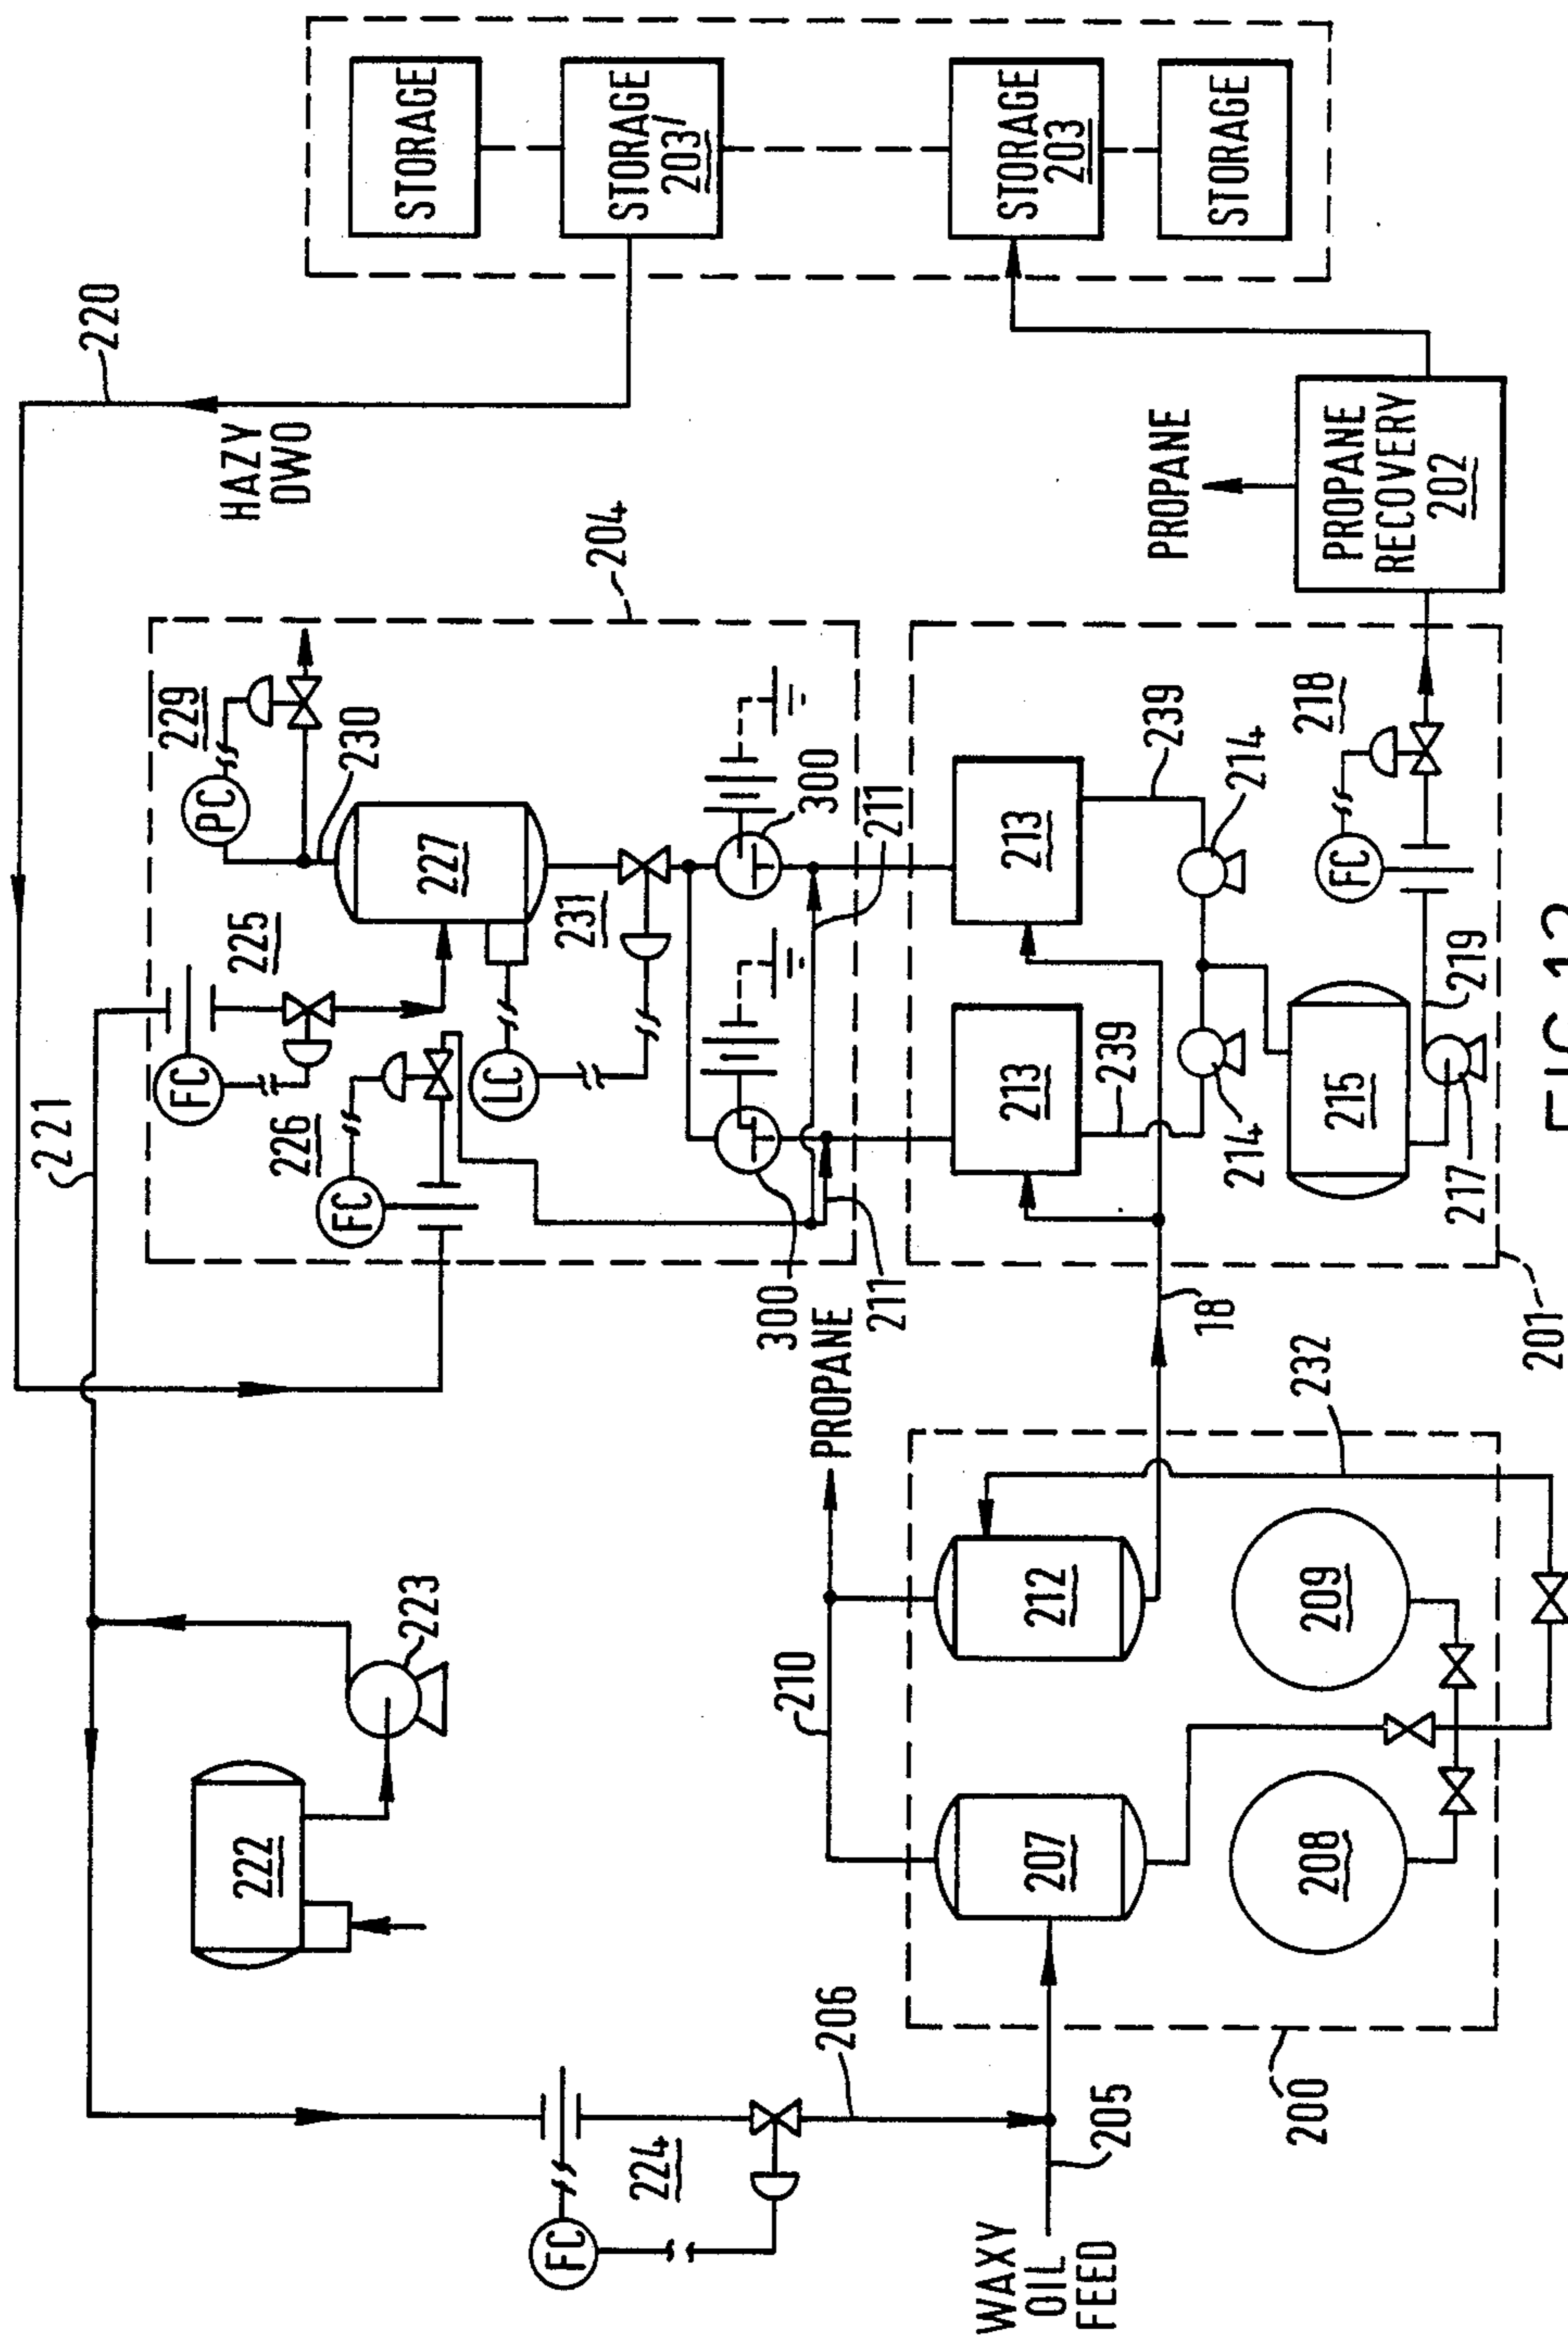 220
HAZY
DWO
STORAGE
STORAGE
203'
STORAGE
203
STORAGE
221
204
225
FC
229
PC
230
226
FC
227
LC
231
300
300
211
211
222
223
224
FC
206
205
WAXY
OIL
FEED
210
PROPANE
207
212
208
209
200
232
18
213
213
239
239
214
214
215
217
219
218
FC
201
PROPANE
PROPANE
RECOVERY
202